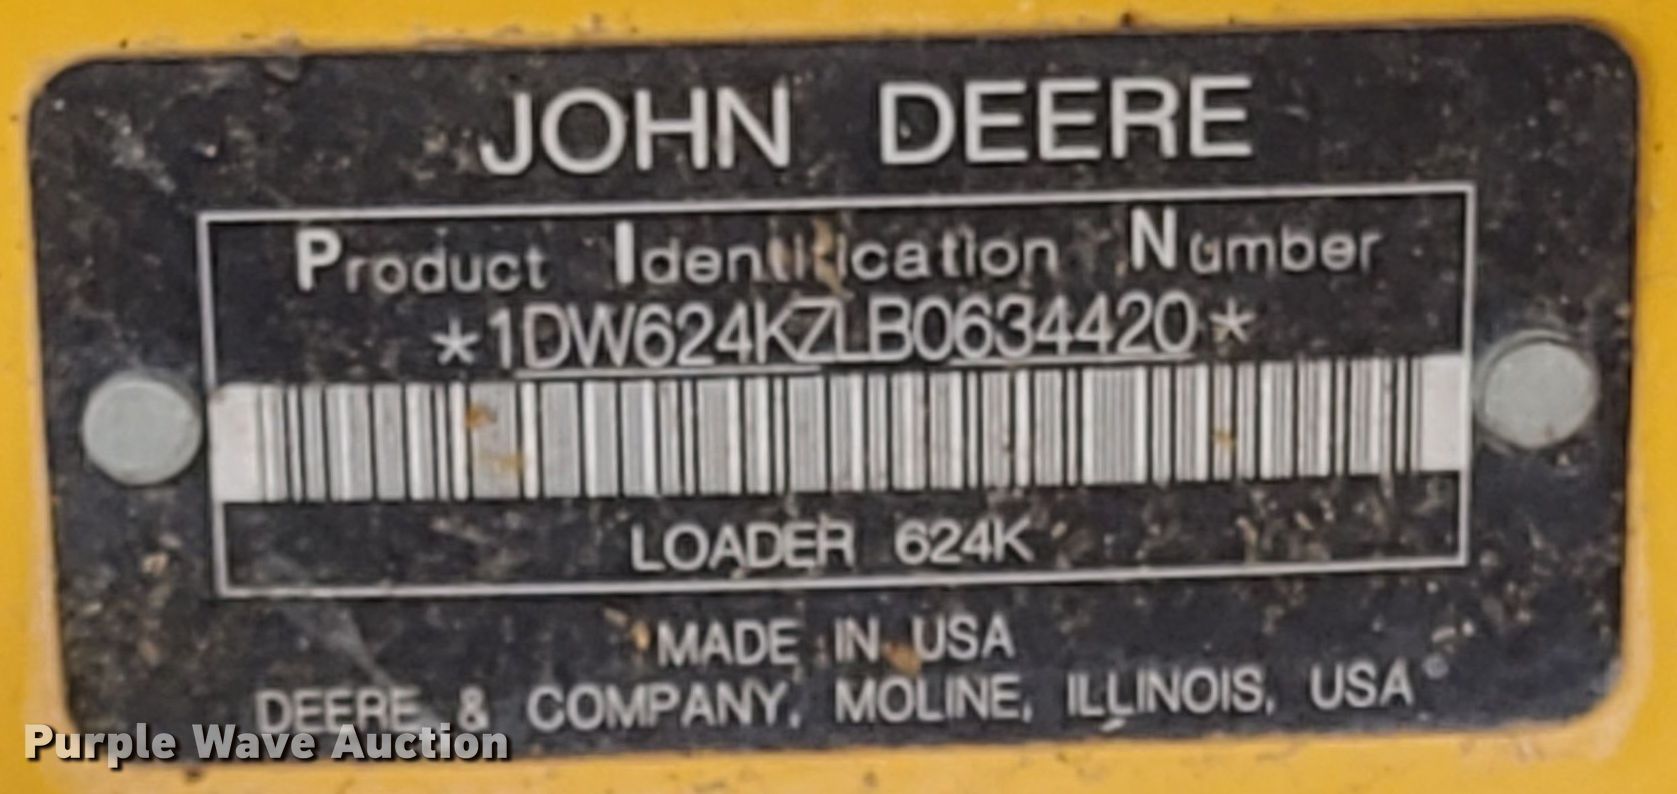 JOHN DEERE
Product Identification Number
*1DW624KZLB0634420*
LOADER 624K
MADE IN USA
DEERE & COMPANY, MOLINE, ILLINOIS, USA
Purple Wave Auction